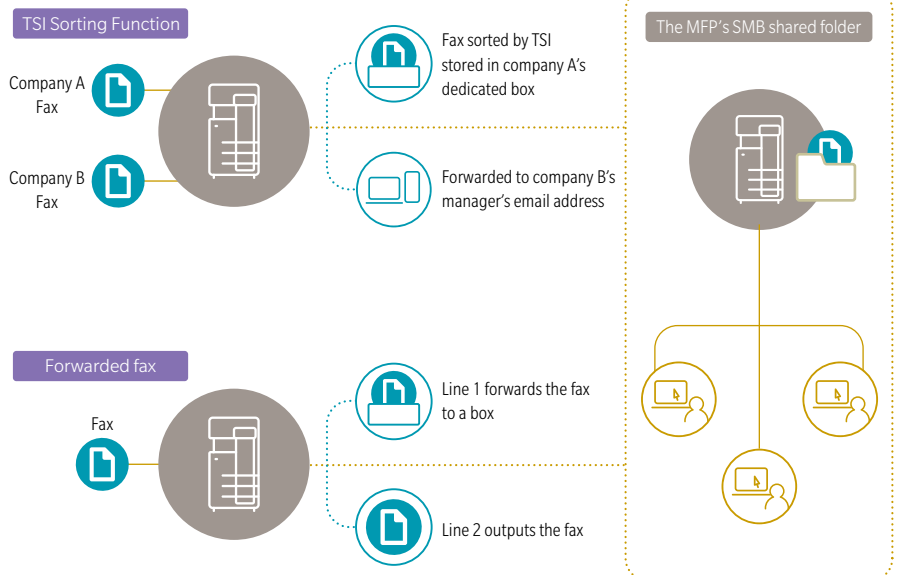 TSI Sorting Function
Company A
Fax
Company B
Fax
Fax sorted by TSI
stored in company A's
dedicated box
Forwarded to company B's
manager's email address
The MFP's SMB shared folder
Forwarded fax
Fax
Line 1 forwards the fax
to a box
Line 2 outputs the fax